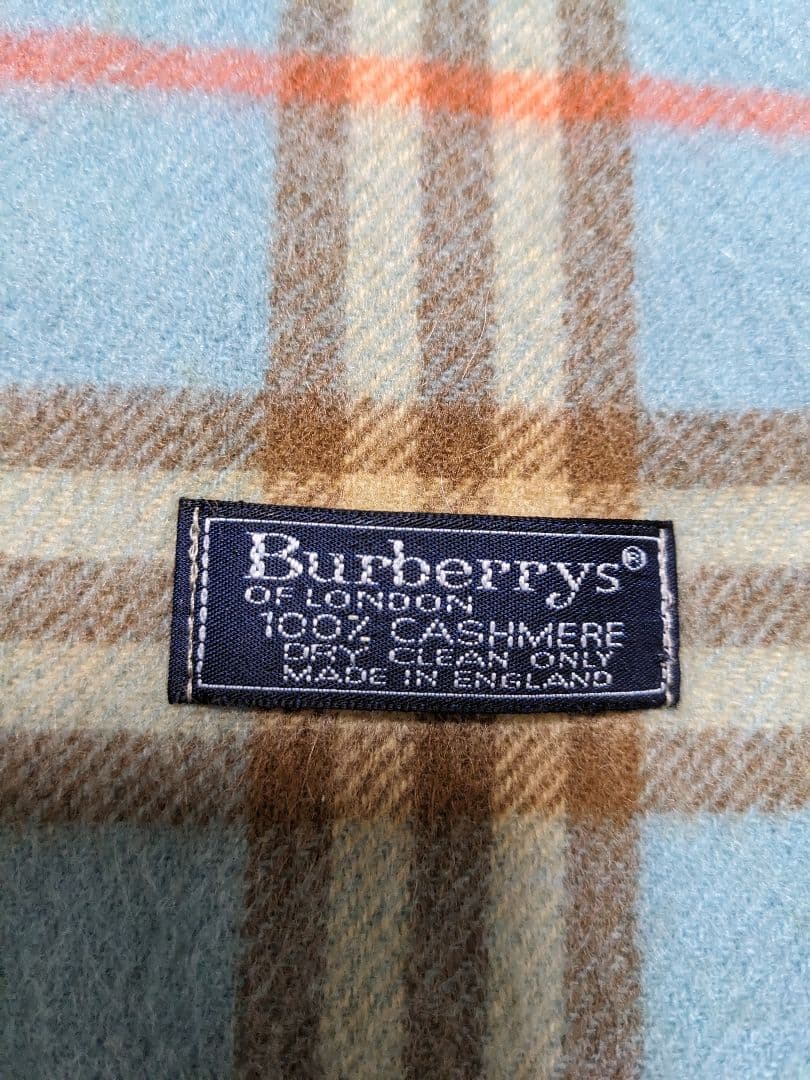 Burberrys®
OF LONDON
100% CASHMERE
DRY CLEAN ONLY
MADE IN ENGLAND